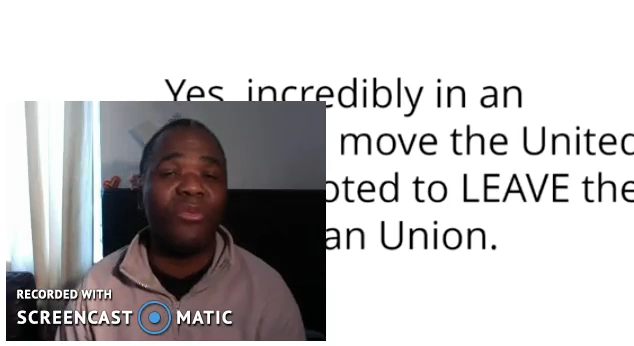 Yes, incredibly in an
move the United
oted to LEAVE the
an Union.
RECORDED WITH
SCREENCAST MATIC